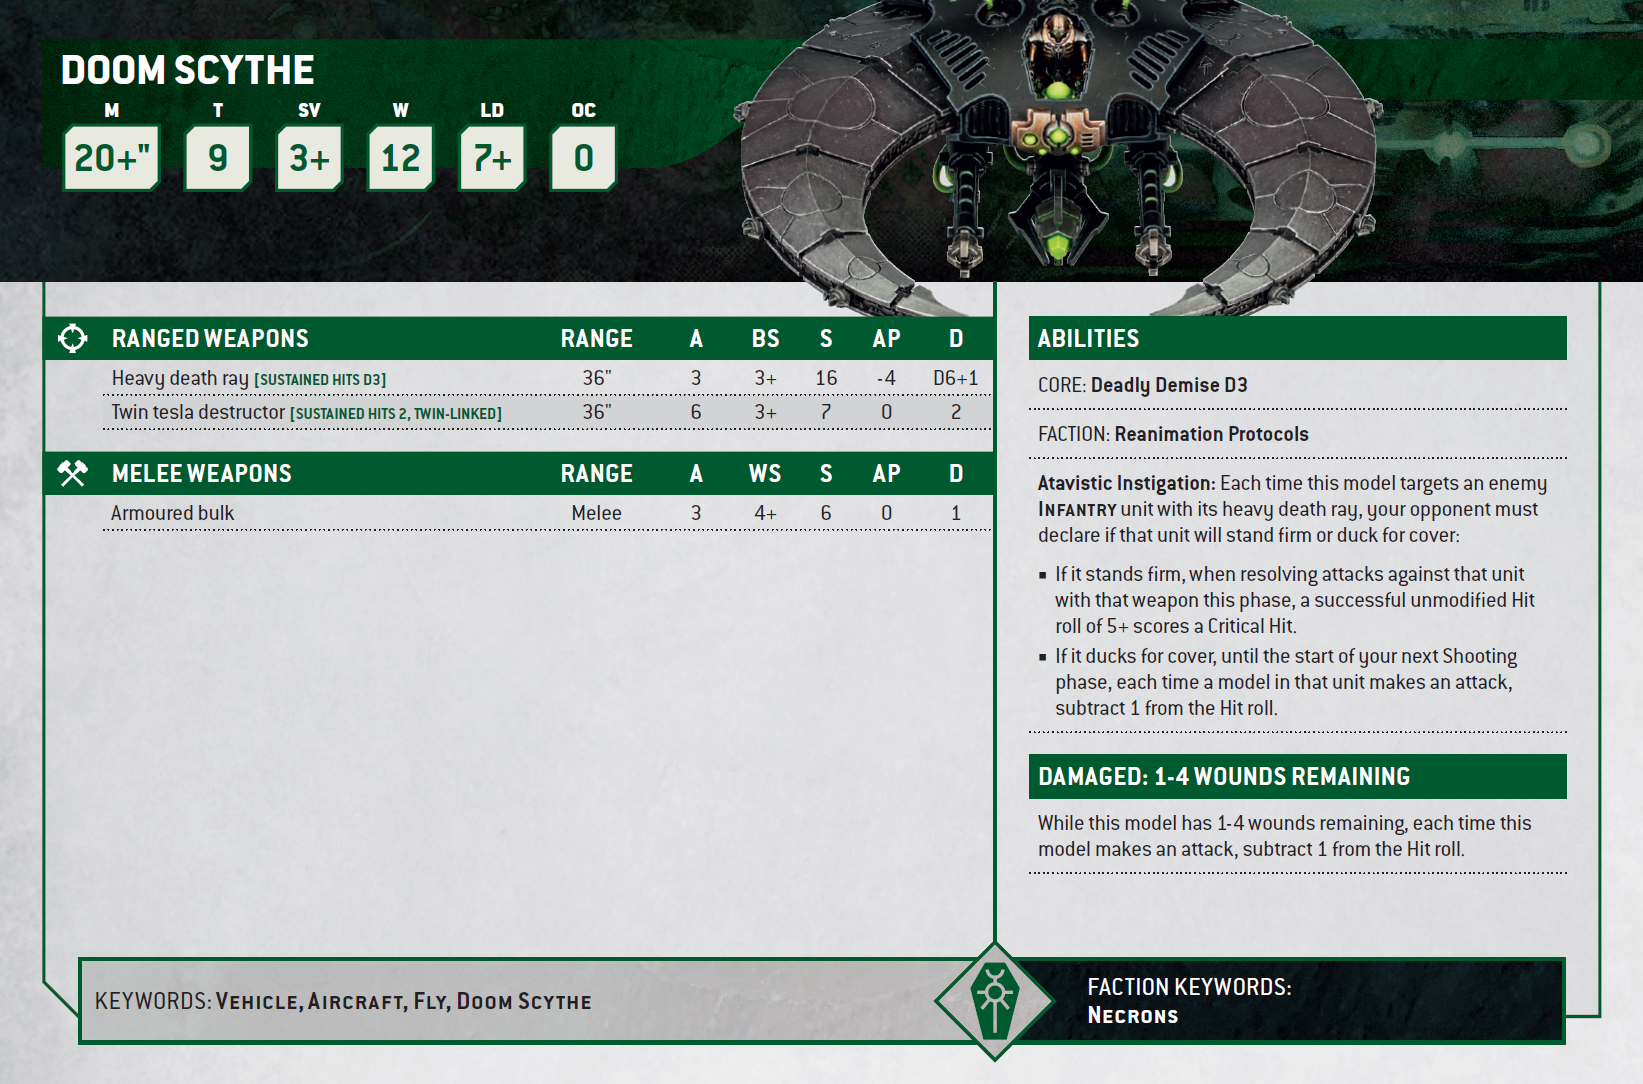 DOOM SCYTHE
M T SV W LD OC
20+" 9 3+ 12 7+ 0
RANGED WEAPONS RANGE A BS S AP D
Heavy death ray [SUSTAINED HITS D3] 36" 3 3+ 16 -4 D6+1
Twin tesla destructor [SUSTAINED HITS 2, TWIN-LINKED] 36" 6 3+ 7 0 2
MELEE WEAPONS RANGE A WS S AP D
Armoured bulk Melee 3 4+ 6 0 1
ABILITIES
CORE: Deadly Demise D3
FACTION: Reanimation Protocols
Atavistic Instigation: Each time this model targets an enemy
INFANTRY unit with its heavy death ray, your opponent must
declare if that unit will stand firm or duck for cover:
▪ If it stands firm, when resolving attacks against that unit
with that weapon this phase, a successful unmodified Hit
roll of 5+ scores a Critical Hit.
▪ If it ducks for cover, until the start of your next Shooting
phase, each time a model in that unit makes an attack,
subtract 1 from the Hit roll.
DAMAGED: 1-4 WOUNDS REMAINING
While this model has 1-4 wounds remaining, each time this
model makes an attack, subtract 1 from the Hit roll.
KEYWORDS: VEHICLE, AIRCRAFT, FLY, DOOM SCYTHE
FACTION KEYWORDS:
NECRONS